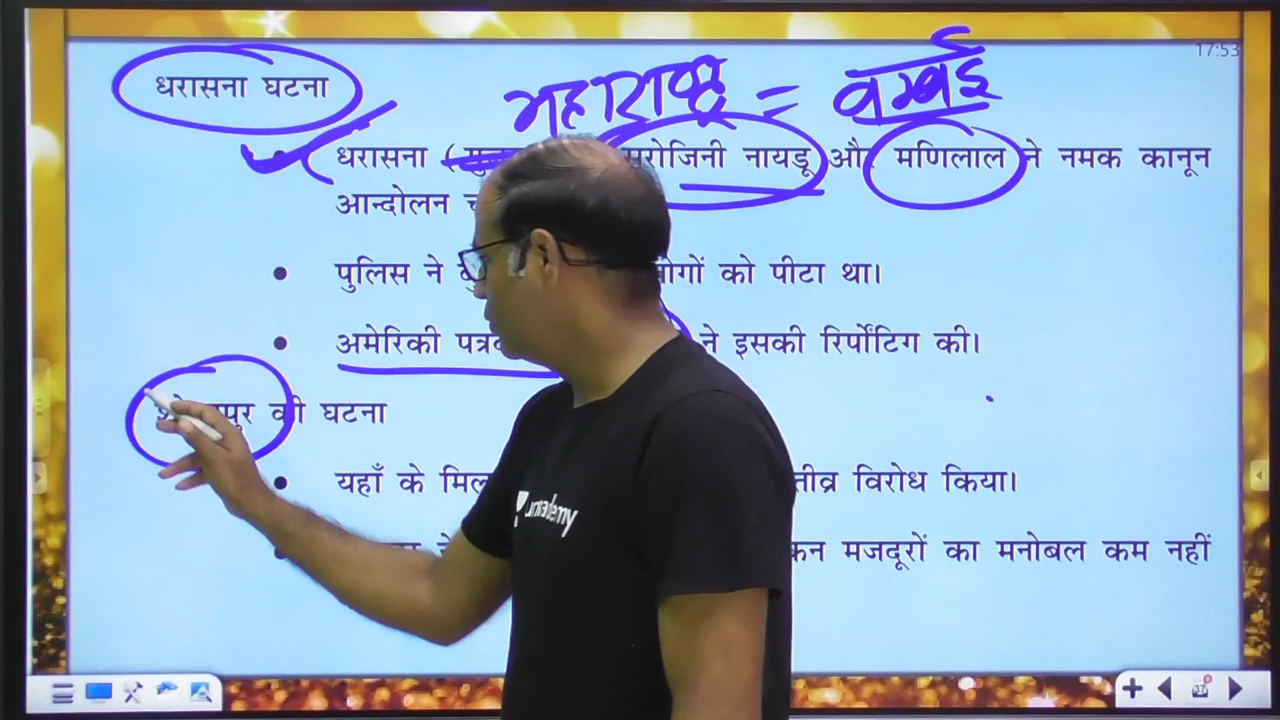 17:53
धरासना घटना
महाराष्ट्र = बम्बई
धरासना ( सरोजिनी नायडू और मणिलाल ने नमक कानून
आन्दोलन
पुलिस ने लोगों को पीटा था।
अमेरिकी ने इसकी रिर्पोंटिग की।
की घटना
यहाँ के मिल तीव्र विरोध किया।
मजदूरों का मनोबल कम नहीं
unacademy
37